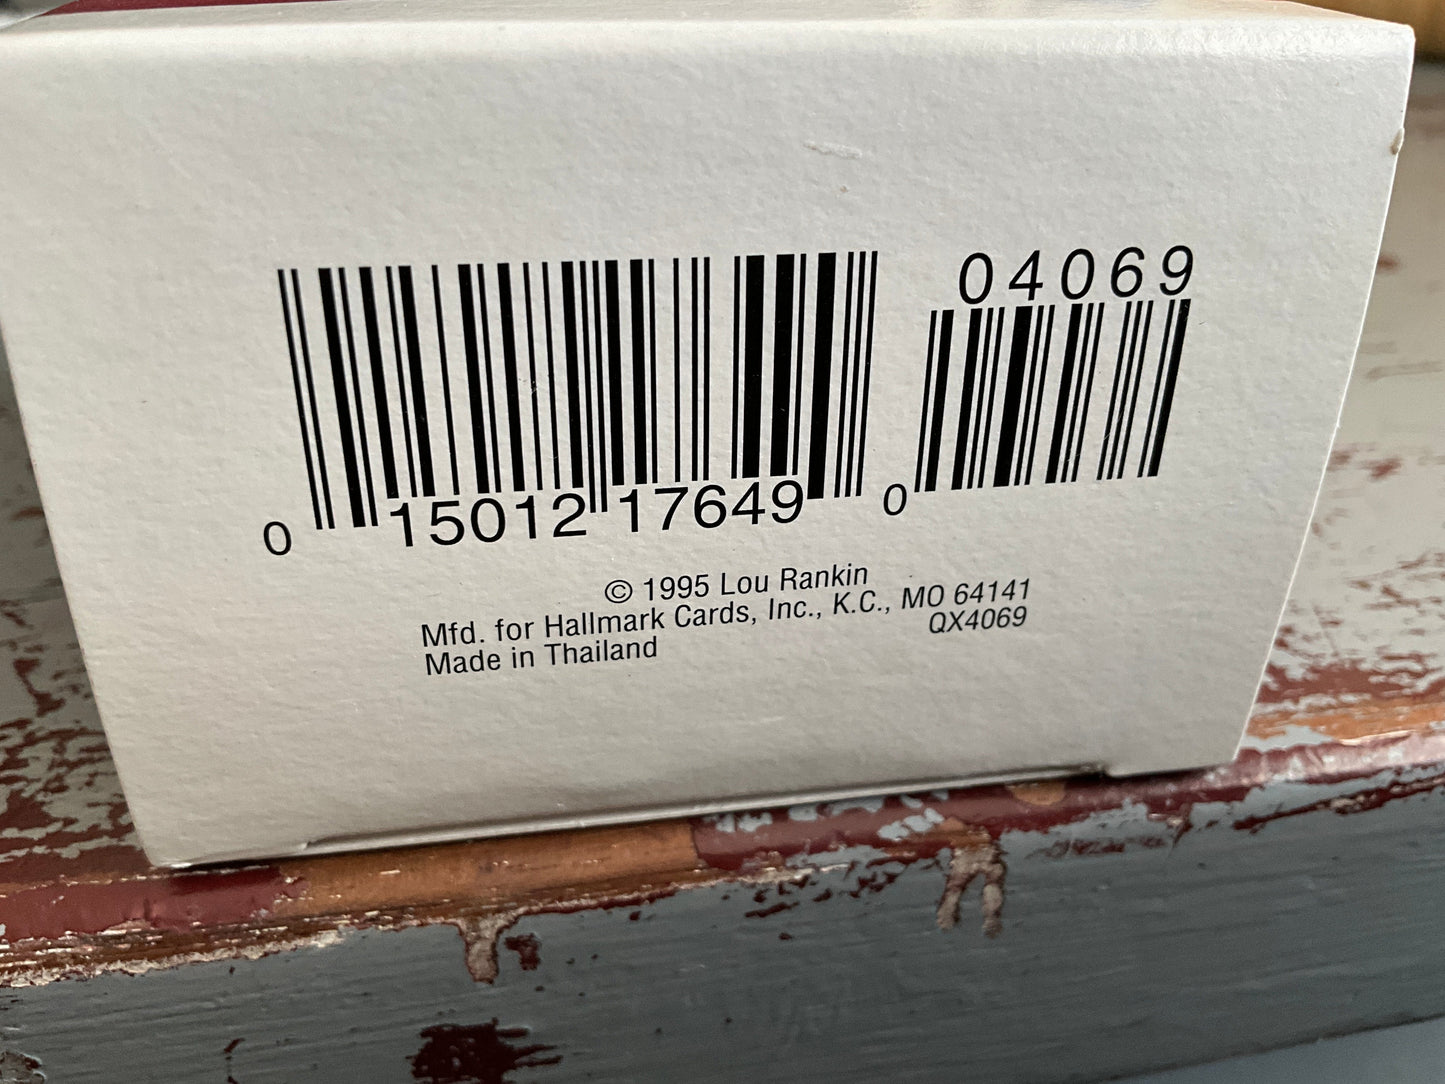 04069
0 15012 17649 0
© 1995 Lou Rankin
Mfd. for Hallmark Cards, Inc., K.C., MO 64141
Made in Thailand QX4069